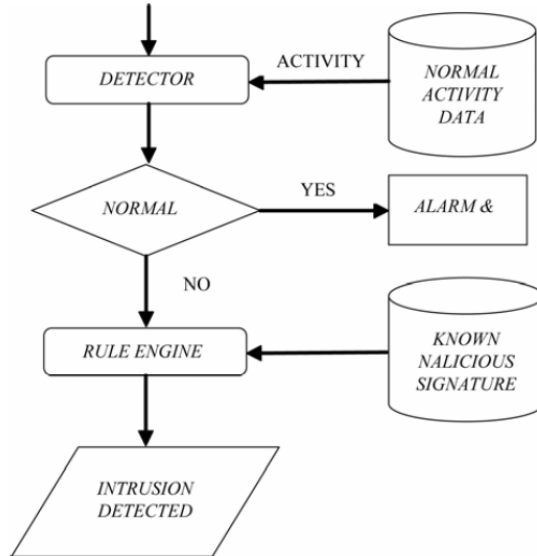 DETECTOR
ACTIVITY
NORMAL
ACTIVITY
DATA
NORMAL
YES
ALARM &
NO
RULE ENGINE
KNOWN
NALICIOUS
SIGNATURE
INTRUSION
DETECTED